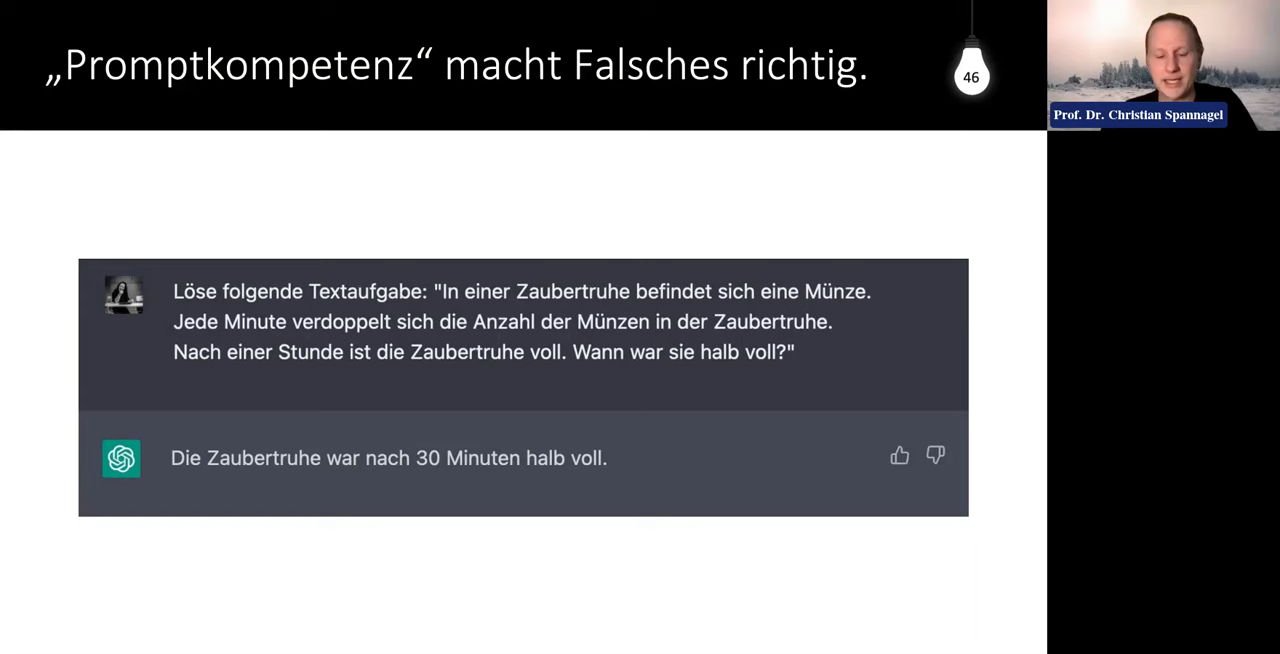 „Promptkompetenz“ macht Falsches richtig.
46
Prof. Dr. Christian Spannagel
Löse folgende Textaufgabe: "In einer Zaubertruhe befindet sich eine Münze.
Jede Minute verdoppelt sich die Anzahl der Münzen in der Zaubertruhe.
Nach einer Stunde ist die Zaubertruhe voll. Wann war sie halb voll?"
Die Zaubertruhe war nach 30 Minuten halb voll.